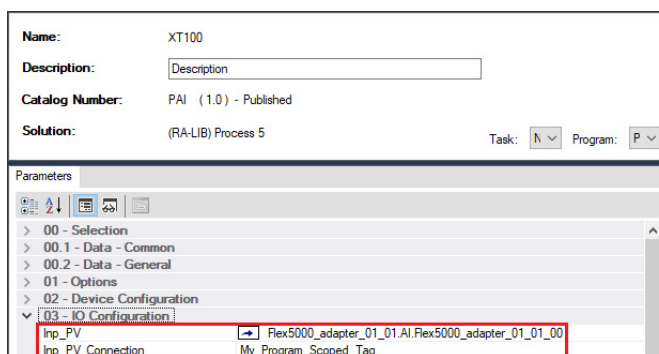 Name: XT100
Description: Description
Catalog Number: PAI (1.0) - Published
Solution: (RA-LIB) Process 5 Task: N Program: P
Parameters
00 - Selection
00.1 - Data - Common
00.2 - Data - General
01 - Options
02 - Device Configuration
03 - IO Configuration
Inp_PV Flex5000_adapter_01_01.AI.Flex5000_adapter_01_01_00
Inp_PV_Connection My_Program_Scoped_Tag